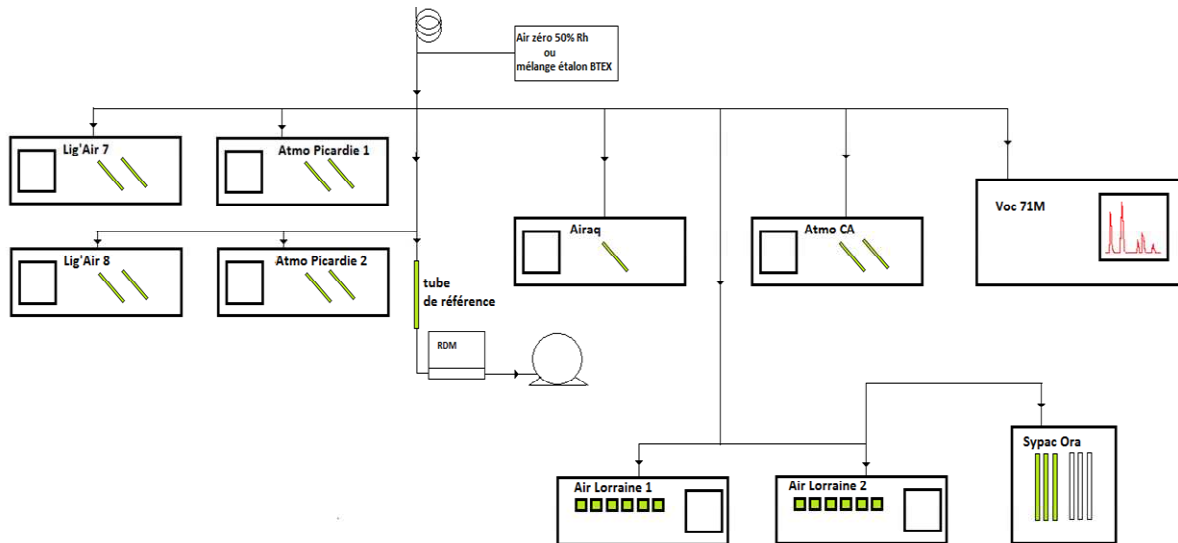 Air zéro 50% Rh
ou
mélange étalon BTEX
Lig'Air 7
Atmo Picardie 1
Voc 71M
Airaq
Atmo CA
Lig'Air 8
Atmo Picardie 2
tube
de référence
RDM
Sypac Ora
Air Lorraine 1
Air Lorraine 2